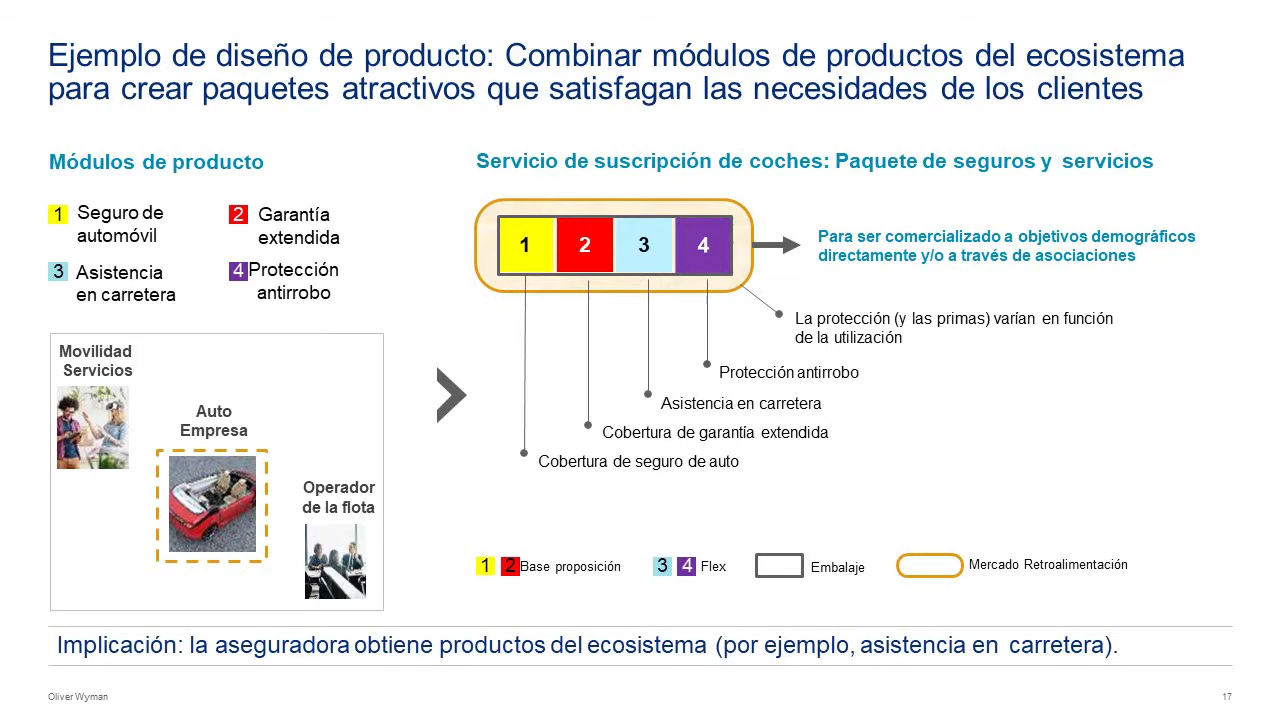 Ejemplo de diseño de producto: Combinar módulos de productos del ecosistema
para crear paquetes atractivos que satisfagan las necesidades de los clientes
Módulos de producto
1 Seguro de
automóvil
2 Garantía
extendida
3 Asistencia
en carretera
4 Protección
antirrobo
Movilidad
Servicios
Auto
Empresa
Operador
de la flota
Servicio de suscripción de coches: Paquete de seguros y servicios
1 2 3 4
Para ser comercializado a objetivos demográficos
directamente y/o a través de asociaciones
La protección (y las primas) varían en función
de la utilización
Protección antirrobo
Asistencia en carretera
Cobertura de garantía extendida
Cobertura de seguro de auto
1 2 Base proposición
3 4 Flex
Embalaje
Mercado Retroalimentación
Implicación: la aseguradora obtiene productos del ecosistema (por ejemplo, asistencia en carretera).
Oliver Wyman
17